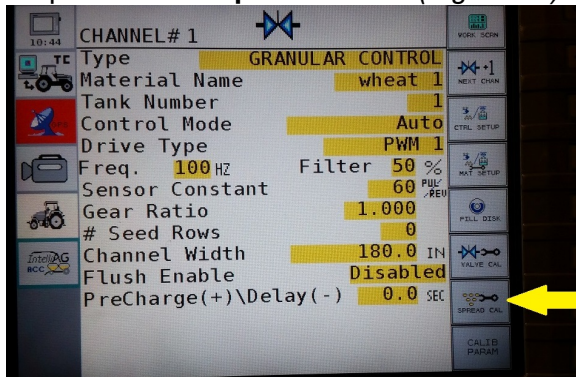 10:44
CHANNEL# 1
Type GRANULAR CONTROL
Material Name wheat 1
Tank Number 1
Control Mode Auto
Drive Type PWM 1
Freq. 100 HZ Filter 50 %
Sensor Constant 60 PUL/REV
Gear Ratio 1.000
# Seed Rows 0
Channel Width 180.0 IN
Flush Enable Disabled
PreCharge(+)\Delay(-) 0.0 SEC
TC
IntelliAG
RCC
WORK SCRN
+1
NEXT CHAN
CTRL SETUP
MAT SETUP
FILL DISK
VALVE CAL
SPREAD CAL
CALIB
PARAM